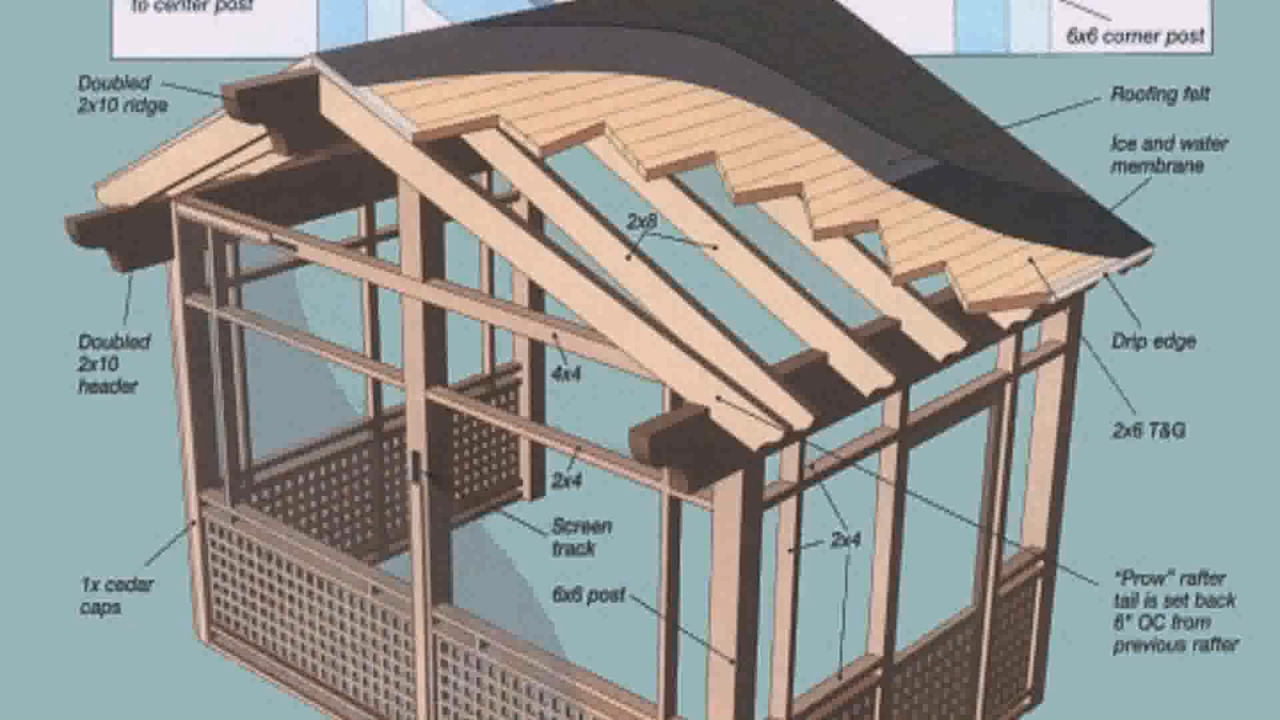 to center post
6x6 corner post
Doubled
2x10 ridge
Roofing felt
Ice and water
membrane
2x8
Doubled
2x10
header
Drip edge
4x4
2x6 T&G
2x4
Screen
track
2x4
1x cedar
caps
6x6 post
"Prow" rafter
tail is set back
6" OC from
previous rafter